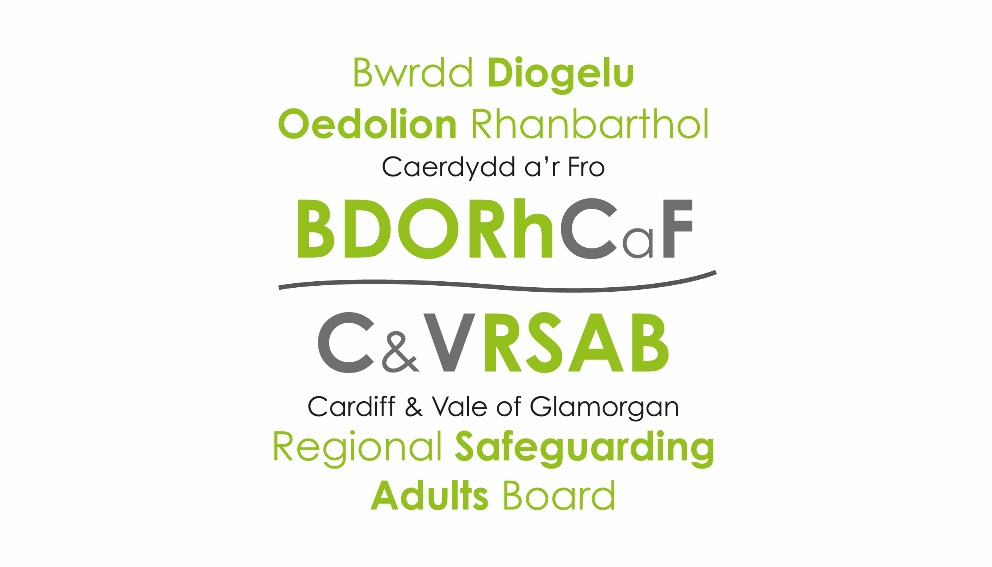 Bwrdd Diogelu
Oedolion Rhanbarthol
Caerdydd a’r Fro
BDORhCaF
C&VRSAB
Cardiff & Vale of Glamorgan
Regional Safeguarding
Adults Board